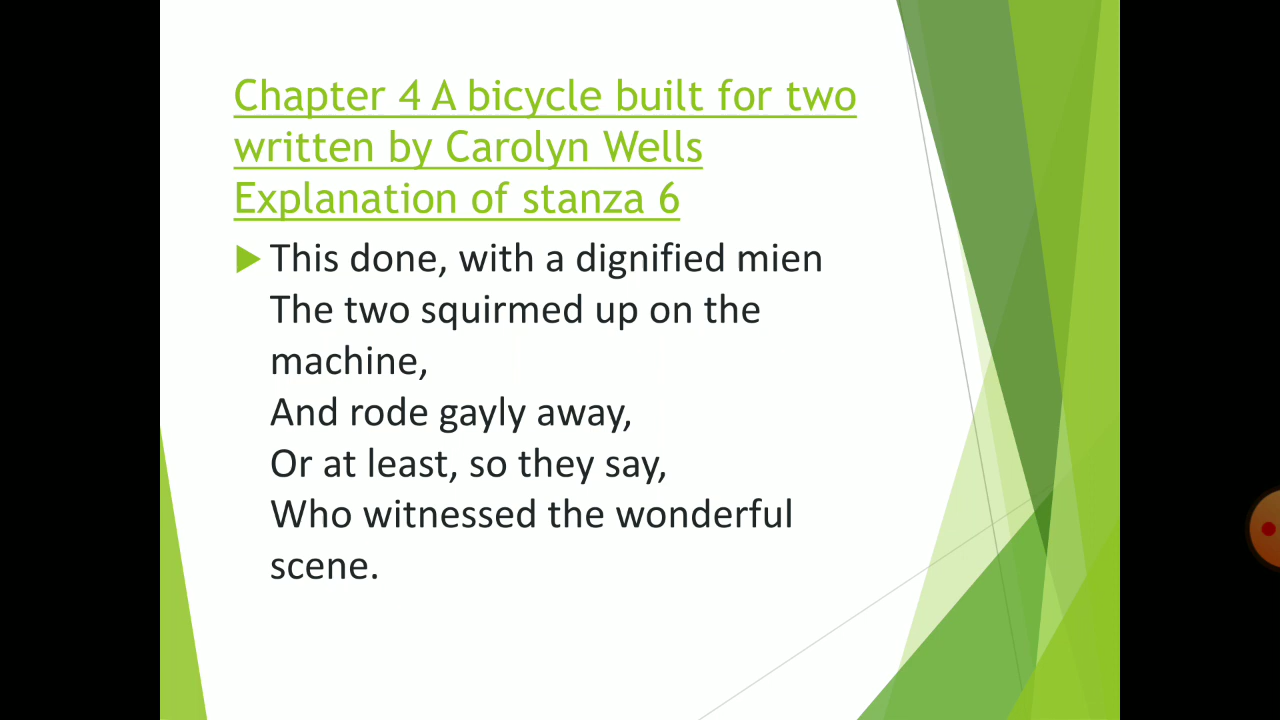 Chapter 4 A bicycle built for two
written by Carolyn Wells
Explanation of stanza 6
This done, with a dignified mien
The two squirmed up on the
machine,
And rode gayly away,
Or at least, so they say,
Who witnessed the wonderful
scene.